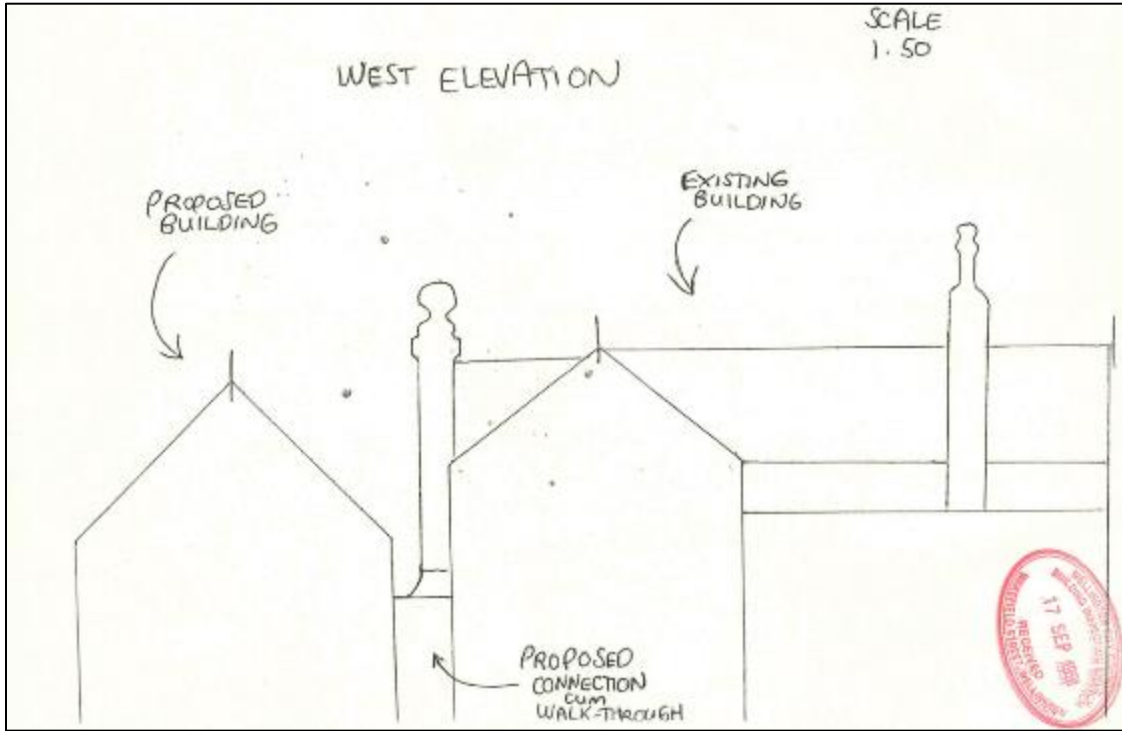 SCALE
1.50
WEST ELEVATION
PROPOSED
BUILDING
EXISTING
BUILDING
PROPOSED
CONNECTION
CUM
WALK-THROUGH
17 SEP
RECEIVED